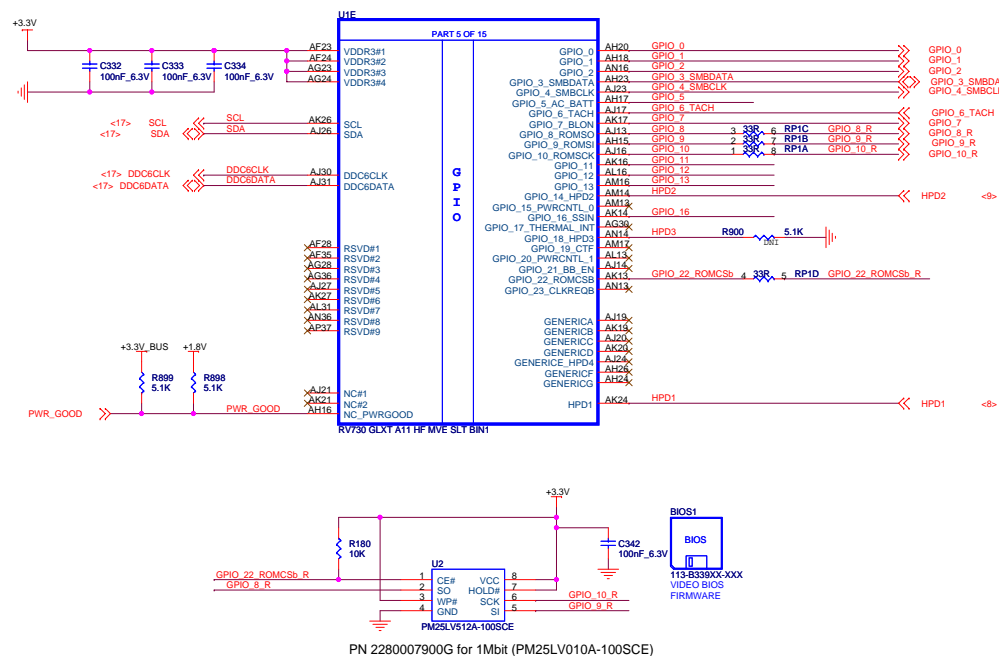 U1E
+3.3V
PART 5 OF 15
C332
100nF_6.3V
C333
100nF_6.3V
C334
100nF_6.3V
AF23 VDDR3#1
AF24 VDDR3#2
AG23 VDDR3#3
AG24 VDDR3#4
<17> SCL SCL AK26 SCL
<17> SDA SDA AJ26 SDA
<17> DDC6CLK DDC6CLK AJ30 DDC6CLK
<17> DDC6DATA DDC6DATA AJ31 DDC6DATA
AF28 RSVD#1
AF35 RSVD#2
AG28 RSVD#3
AG36 RSVD#4
AJ27 RSVD#5
AK27 RSVD#6
AL31 RSVD#7
AN36 RSVD#8
AP37 RSVD#9
+3.3V_BUS
+1.8V
R899
5.1K
R898
5.1K
AJ21 NC#1
AK21 NC#2
PWR_GOOD PWR_GOOD AH16 NC_PWRGOOD
G
P
I
O
GPIO_0 AH20 GPIO_0 GPIO_0
GPIO_1 AH18 GPIO_1 GPIO_1
GPIO_2 AN16 GPIO_2 GPIO_2
GPIO_3_SMBDATA AH23 GPIO_3_SMBDATA GPIO_3_SMBDA
GPIO_4_SMBCLK AJ23 GPIO_4_SMBCLK GPIO_4_SMBCL
GPIO_5_AC_BATT AH17 GPIO_5
GPIO_6_TACH AJ17 GPIO_6_TACH GPIO_6_TACH
GPIO_7_BLON AK17 GPIO_7 GPIO_7
GPIO_8_ROMSO AJ13 GPIO_8 3 33R 6 RP1C GPIO_8_R GPIO_8_R
GPIO_9_ROMSI AH15 GPIO_9 2 33R 7 RP1B GPIO_9_R GPIO_9_R
GPIO_10_ROMSCK AJ16 GPIO_10 1 33R 8 RP1A GPIO_10_R GPIO_10_R
GPIO_11 AK16 GPIO_11
GPIO_12 AL16 GPIO_12
GPIO_13 AM16 GPIO_13
GPIO_14_HPD2 AM14 HPD2 HPD2 <9>
GPIO_15_PWRCNTL_0 AM13
GPIO_16_SSIN AK14 GPIO_16
GPIO_17_THERMAL_INT AG30
GPIO_18_HPD3 AN14 HPD3 R900 5.1K
DNI
GPIO_19_CTF AM17
GPIO_20_PWRCNTL_1 AL13
GPIO_21_BB_EN AJ14
GPIO_22_ROMCSB AK13 GPIO_22_ROMCSb 4 33R 5 RP1D GPIO_22_ROMCSb_R
GPIO_23_CLKREQB AN13
GENERICA AJ19
GENERICB AK19
GENERICC AJ20
GENERICD AK20
GENERICE_HPD4 AJ24
GENERICF AH26
GENERICG AH24
HPD1 AK24 HPD1 HPD1 <8>
RV730 GLXT A11 HF MVE SLT BIN1
+3.3V
R180
10K
C342
100nF_6.3V
BIOS1
BIOS
113-B339XX-XXX
VIDEO BIOS
FIRMWARE
U2
GPIO_22_ROMCSb_R 1 CE# VCC 8
GPIO_8_R 2 SO HOLD# 7
3 WP# SCK 6 GPIO_10_R
4 GND SI 5 GPIO_9_R
PM25LV512A-100SCE
PN 2280007900G for 1Mbit (PM25LV010A-100SCE)